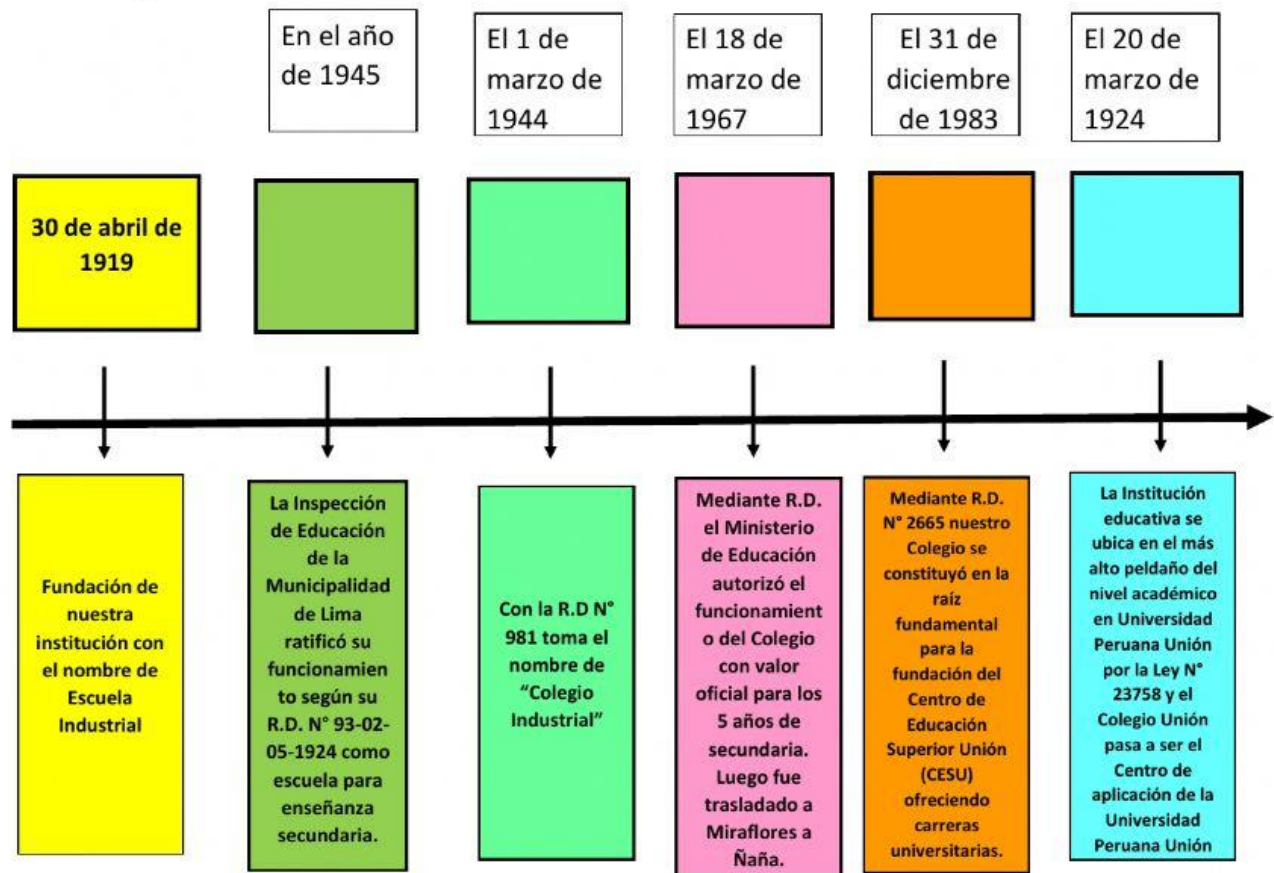 En el año
de 1945
El 1 de
marzo de
1944
El 18 de
marzo de
1967
El 31 de
diciembre
de 1983
El 20 de
marzo de
1924
30 de abril de
1919
Fundación de
nuestra
institución con
el nombre de
Escuela
Industrial
La Inspección
de Educación
de la
Municipalidad
de Lima
ratificó su
funcionamien
to según su
R.D. N° 93-02-
05-1924 como
escuela para
enseñanza
secundaria.
Con la R.D N°
981 toma el
nombre de
“Colegio
Industrial”
Mediante R.D.
el Ministerio
de Educación
autorizó el
funcionamient
o del Colegio
con valor
oficial para los
5 años de
secundaria.
Luego fue
trasladado a
Miraflores a
Ñaña.
Mediante R.D.
N° 2665 nuestro
Colegio se
constituyó en la
raíz
fundamental
para la
fundación del
Centro de
Educación
Superior Unión
(CESU)
ofreciendo
carreras
universitarias.
La Institución
educativa se
ubica en el más
alto peldaño del
nivel académico
en Universidad
Peruana Unión
por la Ley N°
23758 y el
Colegio Unión
pasa a ser el
Centro de
aplicación de la
Universidad
Peruana Unión